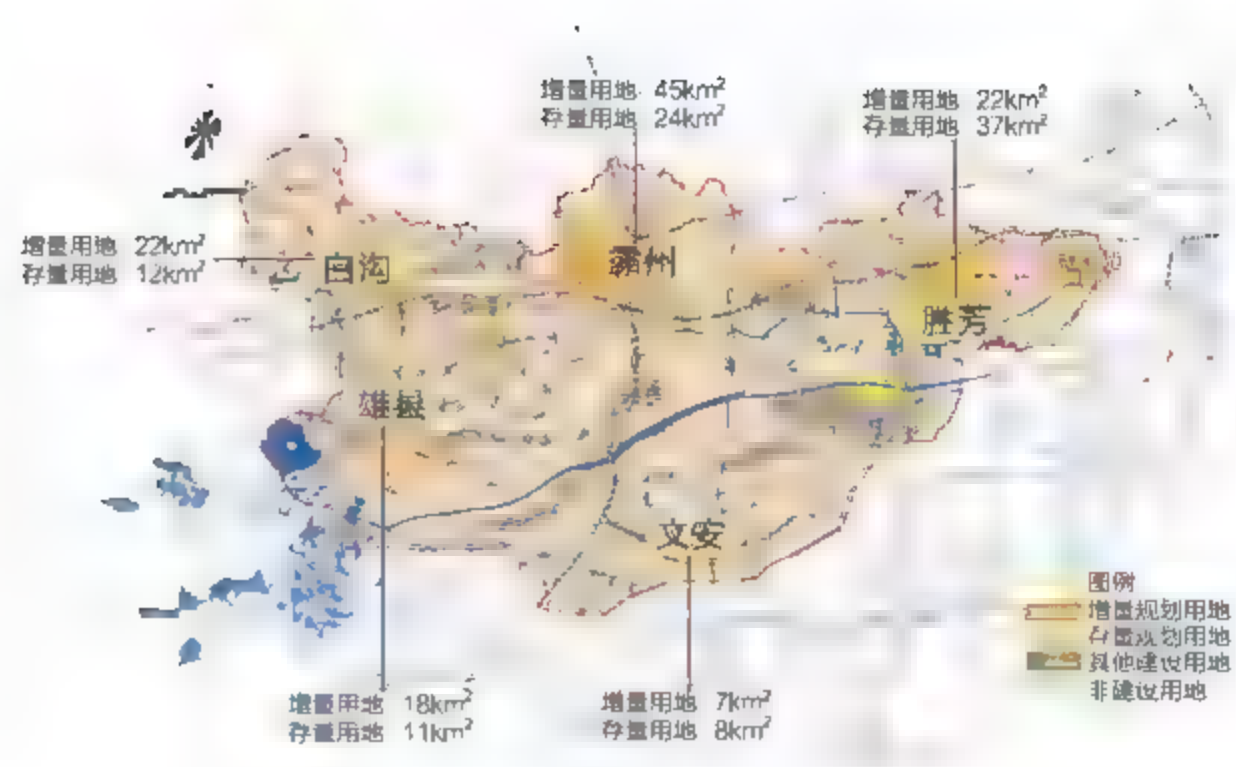 增量用地 45km²
存量用地 24km²
增量用地 22km²
存量用地 37km²
增量用地 22km²
存量用地 12km²
白沟
霸州
胜芳
雄县
文安
增量用地 18km²
存量用地 11km²
增量用地 7km²
存量用地 8km²
图例
增量规划用地
存量规划用地
其他建设用地
非建设用地